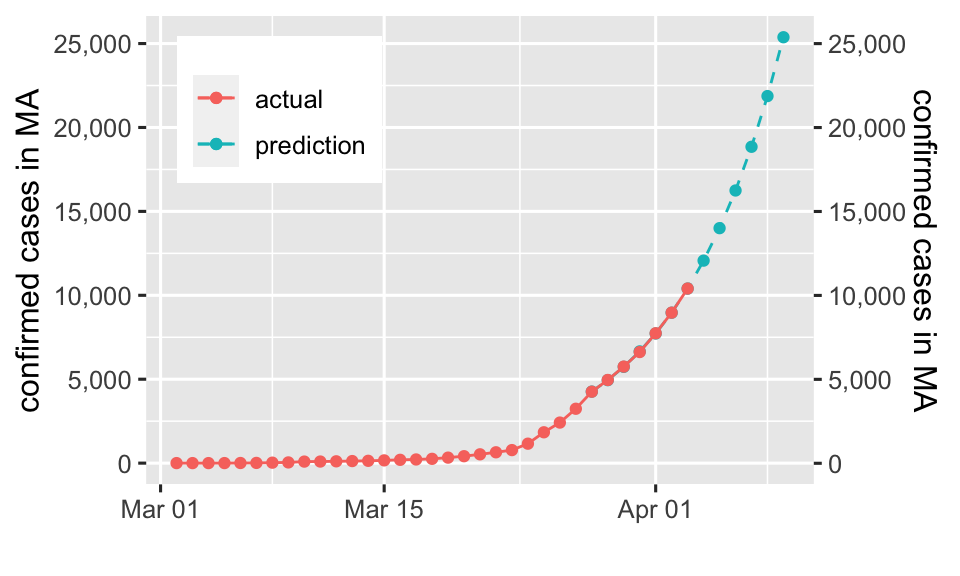 confirmed cases in MA
25,000
20,000
15,000
10,000
5,000
0
actual
prediction
25,000
20,000
15,000
10,000
5,000
0
confirmed cases in MA
Mar 01
Mar 15
Apr 01